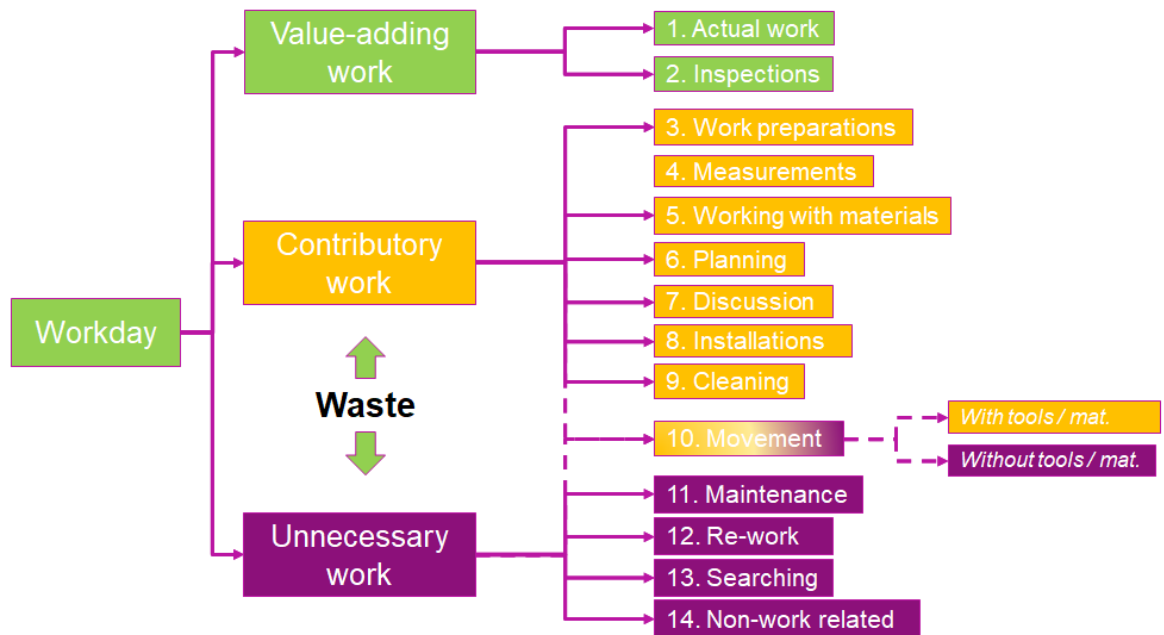 Value-adding
work
1. Actual work
2. Inspections
3. Work preparations
4. Measurements
5. Working with materials
Contributory
work
6. Planning
7. Discussion
8. Installations
9. Cleaning
Workday
Waste
10. Movement
With tools / mat.
Without tools / mat.
Unnecessary
work
11. Maintenance
12. Re-work
13. Searching
14. Non-work related